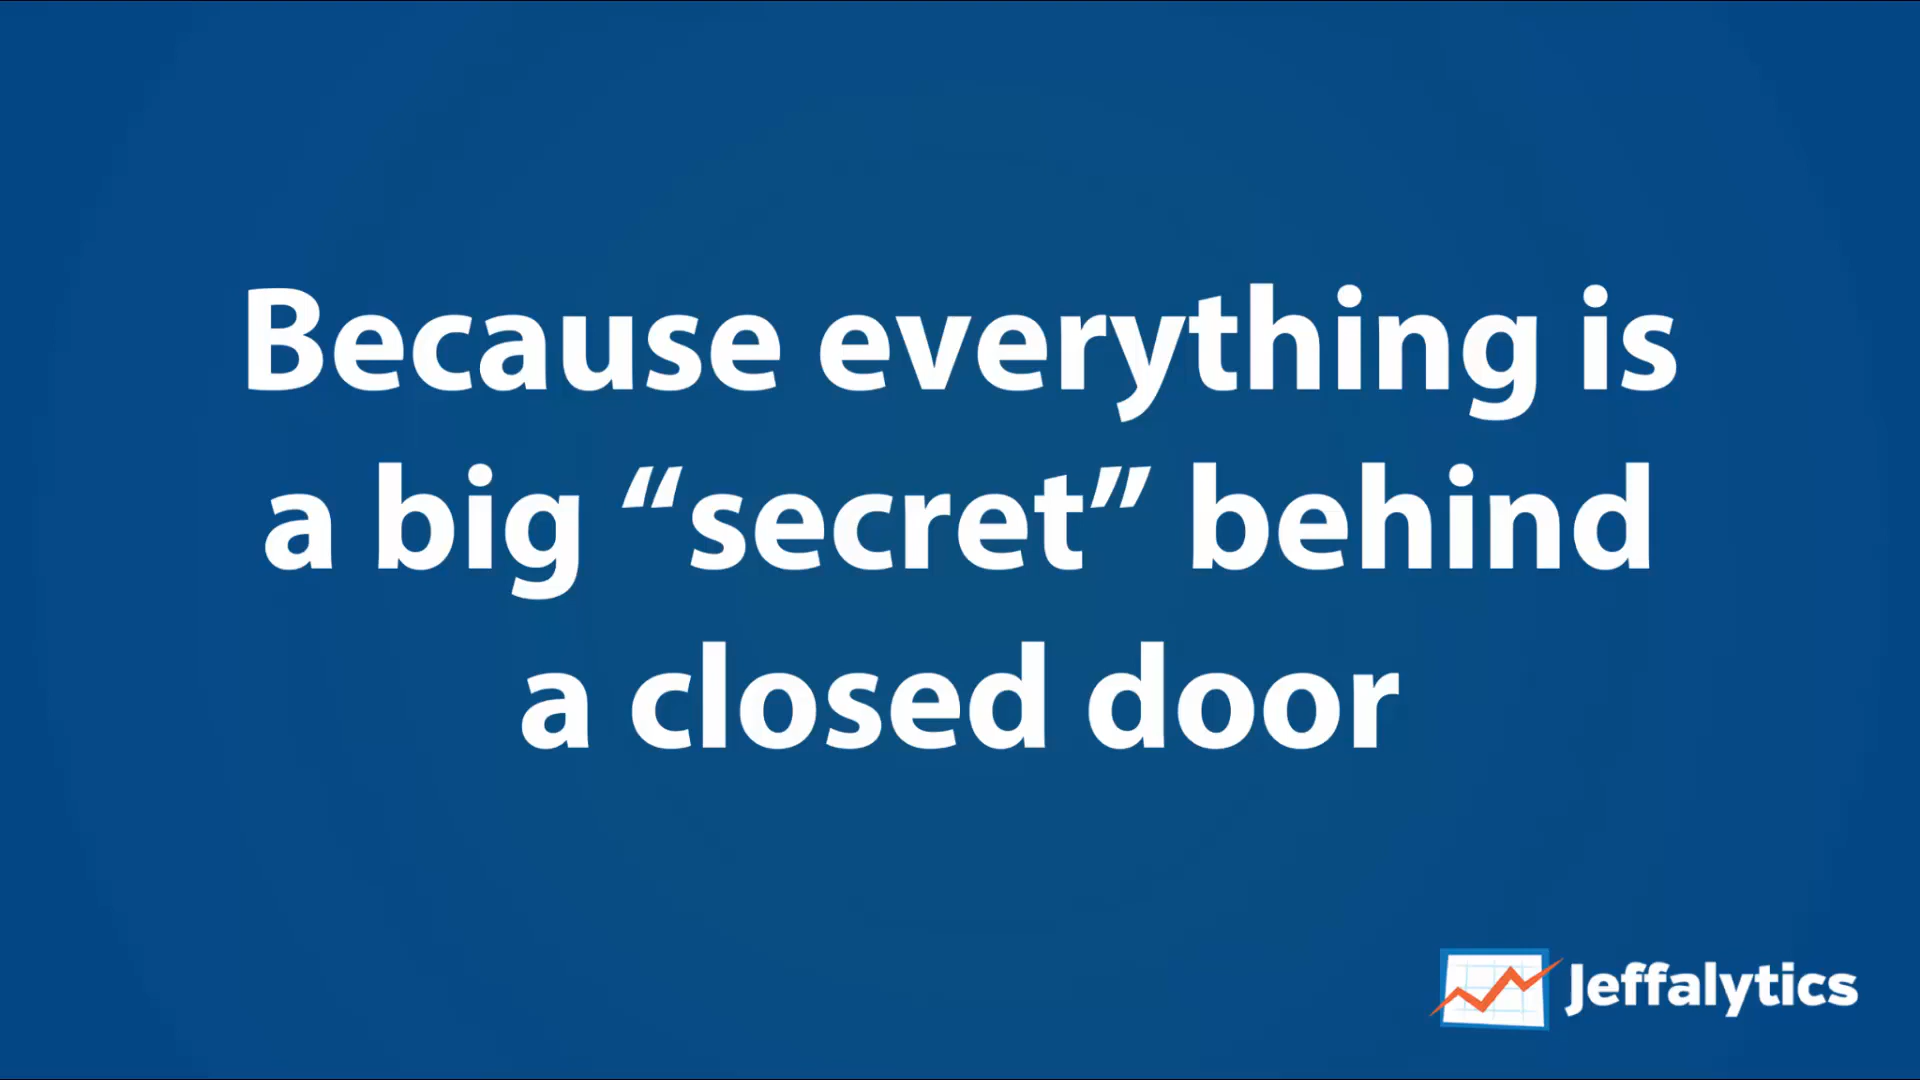 Because everything is
a big “secret” behind
a closed door
Jeffalytics